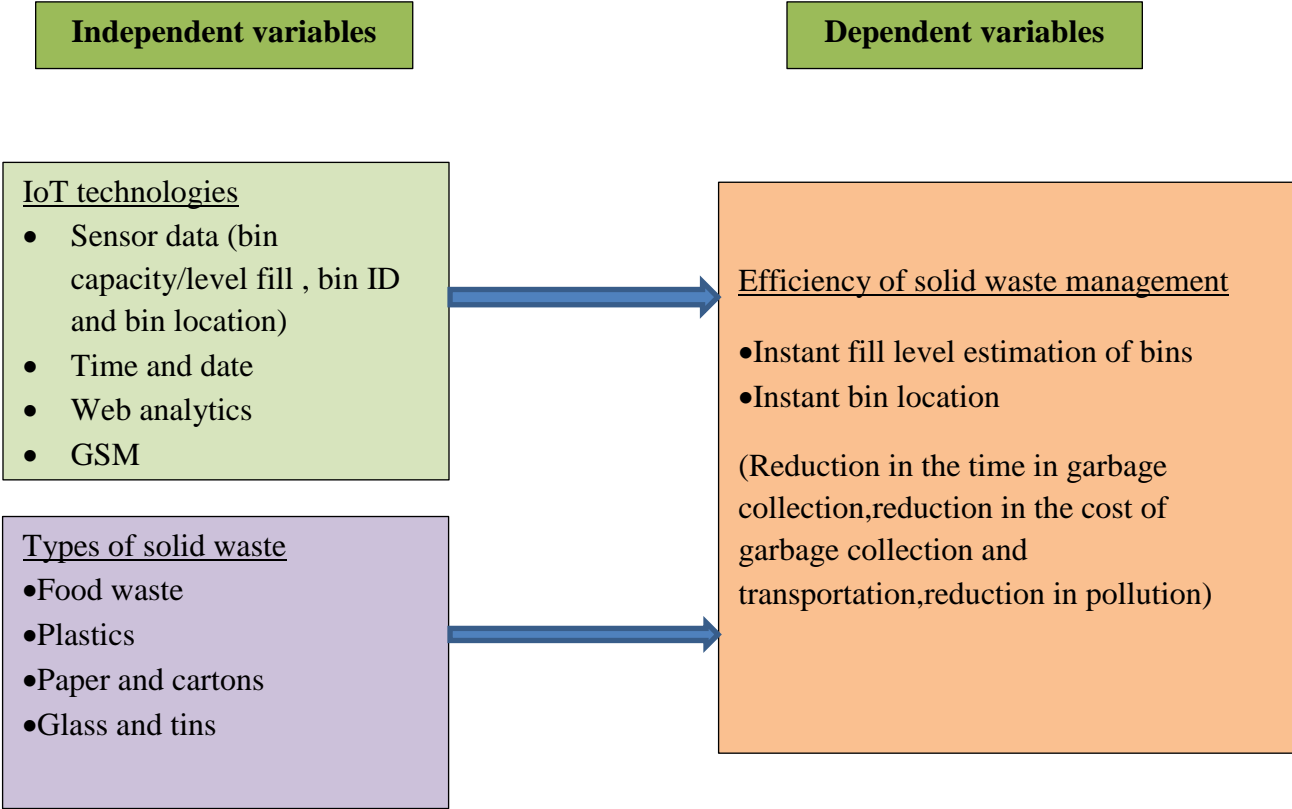 Independent variables
Dependent variables
IoT technologies
• Sensor data (bin
capacity/level fill , bin ID
and bin location)
• Time and date
• Web analytics
• GSM
Types of solid waste
•Food waste
•Plastics
•Paper and cartons
•Glass and tins
Efficiency of solid waste management
•Instant fill level estimation of bins
•Instant bin location
(Reduction in the time in garbage
collection,reduction in the cost of
garbage collection and
transportation,reduction in pollution)